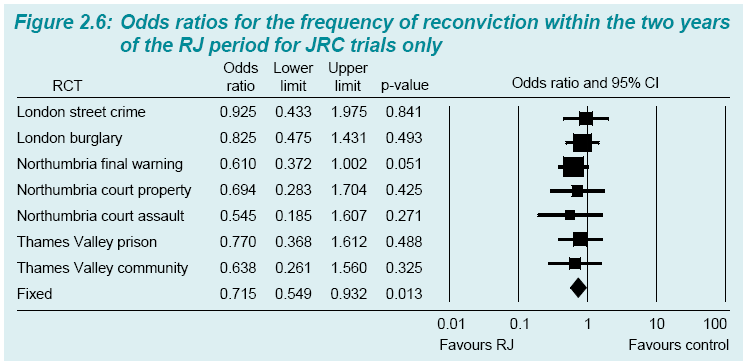 Figure 2.6: Odds ratios for the frequency of reconviction within the two years
of the RJ period for JRC trials only
RCT Odds ratio Lower limit Upper limit p-value Odds ratio and 95% CI
London street crime 0.925 0.433 1.975 0.841
London burglary 0.825 0.475 1.431 0.493
Northumbria final warning 0.610 0.372 1.002 0.051
Northumbria court property 0.694 0.283 1.704 0.425
Northumbria court assault 0.545 0.185 1.607 0.271
Thames Valley prison 0.770 0.368 1.612 0.488
Thames Valley community 0.638 0.261 1.560 0.325
Fixed 0.715 0.549 0.932 0.013
0.01 0.1 1 10 100
Favours RJ Favours control